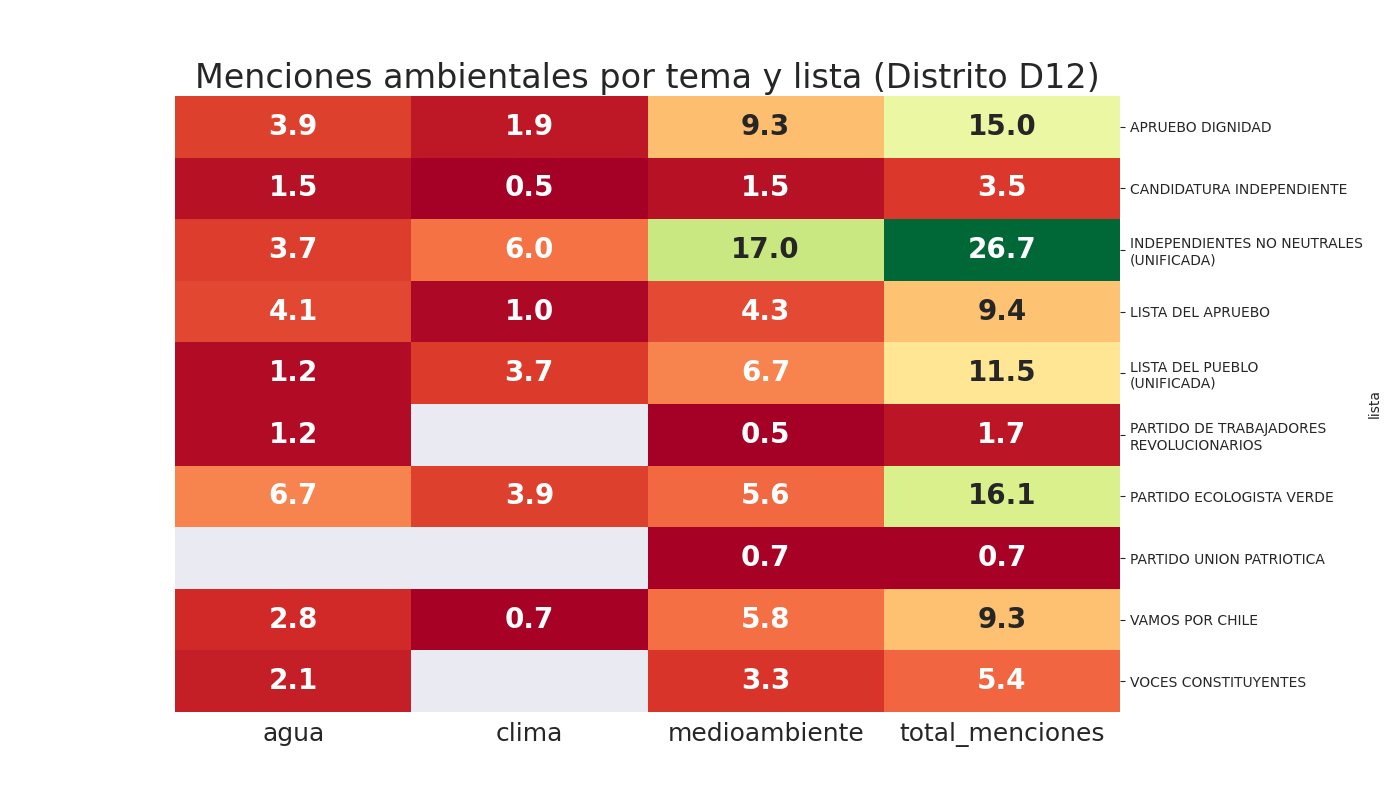 Menciones ambientales por tema y lista (Distrito D12)
3.9 1.9 9.3 15.0 APRUEBO DIGNIDAD
1.5 0.5 1.5 3.5 CANDIDATURA INDEPENDIENTE
3.7 6.0 17.0 26.7 INDEPENDIENTES NO NEUTRALES
(UNIFICADA)
4.1 1.0 4.3 9.4 LISTA DEL APRUEBO
1.2 3.7 6.7 11.5 LISTA DEL PUEBLO
(UNIFICADA)
1.2 0.5 1.7 PARTIDO DE TRABAJADORES
REVOLUCIONARIOS
6.7 3.9 5.6 16.1 PARTIDO ECOLOGISTA VERDE
0.7 0.7 PARTIDO UNION PATRIOTICA
2.8 0.7 5.8 9.3 VAMOS POR CHILE
2.1 3.3 5.4 VOCES CONSTITUYENTES
agua clima medioambiente total_menciones
lista